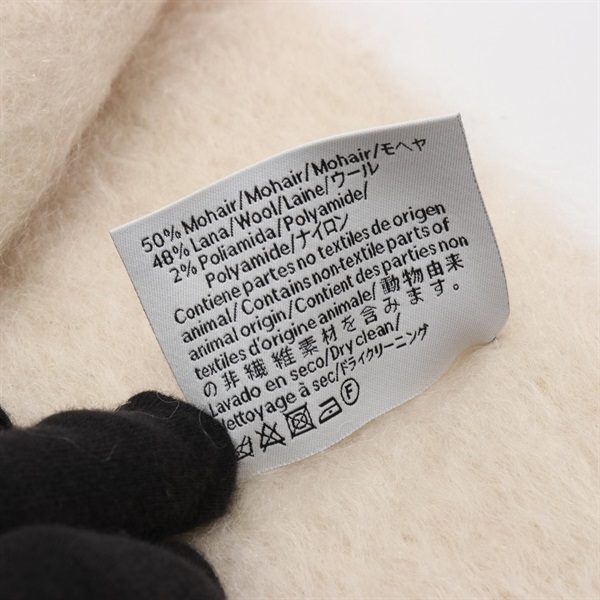 50% Mohair/Mohair/Mohair/モヘヤ
48% Lana/Wool/Laine/ウール
2% Poliamida/Polyamide/
Polyamide/ナイロン
Contiene partes no textiles de origen
animal/Contains non-textile parts of
animal origin/Contient des parties non
textiles d'origine animale/動物由来
の非繊維素材を含みます。
Lavado en seco/Dry clean/
Nettoyage à sec/ドライクリーニング
F